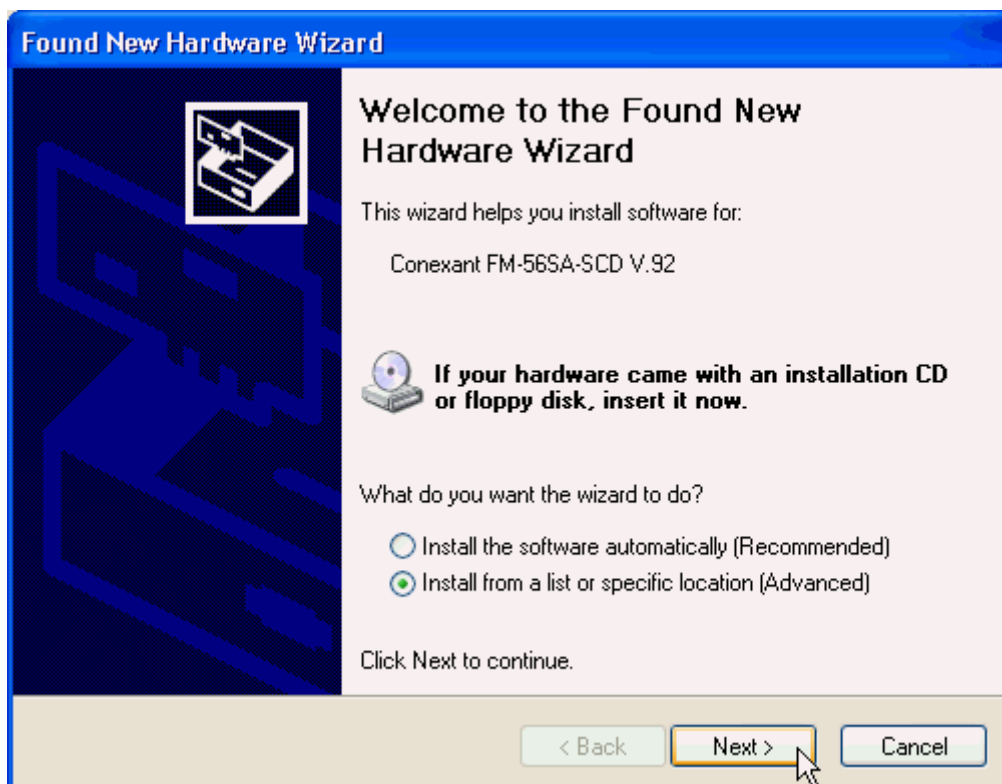 Found New Hardware Wizard
Welcome to the Found New
Hardware Wizard
This wizard helps you install software for:
Conexant FM-56SA-SCD V.92
If your hardware came with an installation CD
or floppy disk, insert it now.
What do you want the wizard to do?
Install the software automatically (Recommended)
Install from a list or specific location (Advanced)
Click Next to continue.
< Back
Next >
Cancel